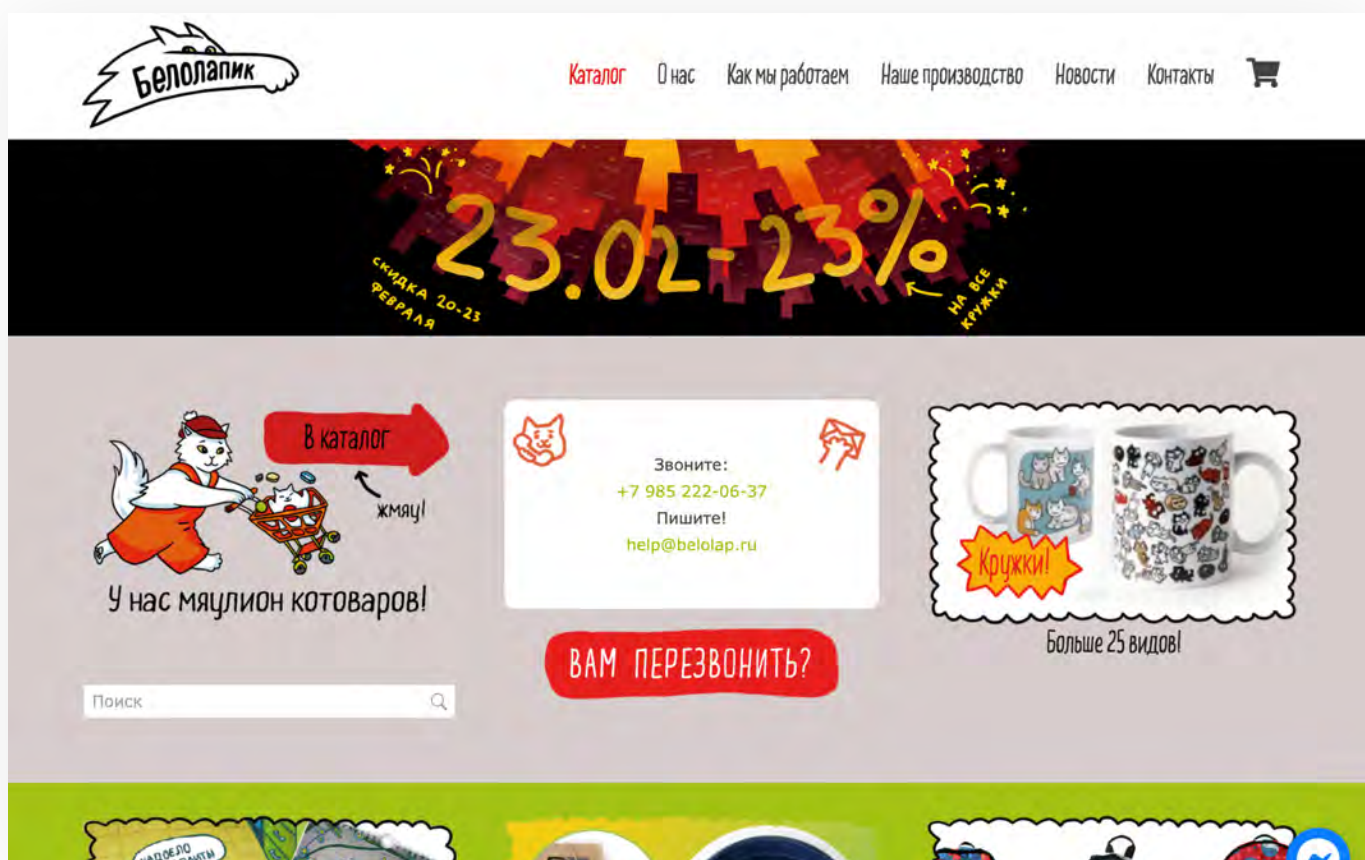 Белолапик
Каталог О нас Как мы работаем Наше производство Новости Контакты
23.02-23%
СКИДКА 20-23
ФЕВРАЛЯ
НА ВСЕ
КРУЖКИ
В каталог
жмяу!
У нас мяулион котоваров!
Поиск
Звоните:
+7 985 222-06-37
Пишите!
help@belolap.ru
ВАМ ПЕРЕЗВОНИТЬ?
Кружки!
Больше 25 видов!
НАДОЕЛО